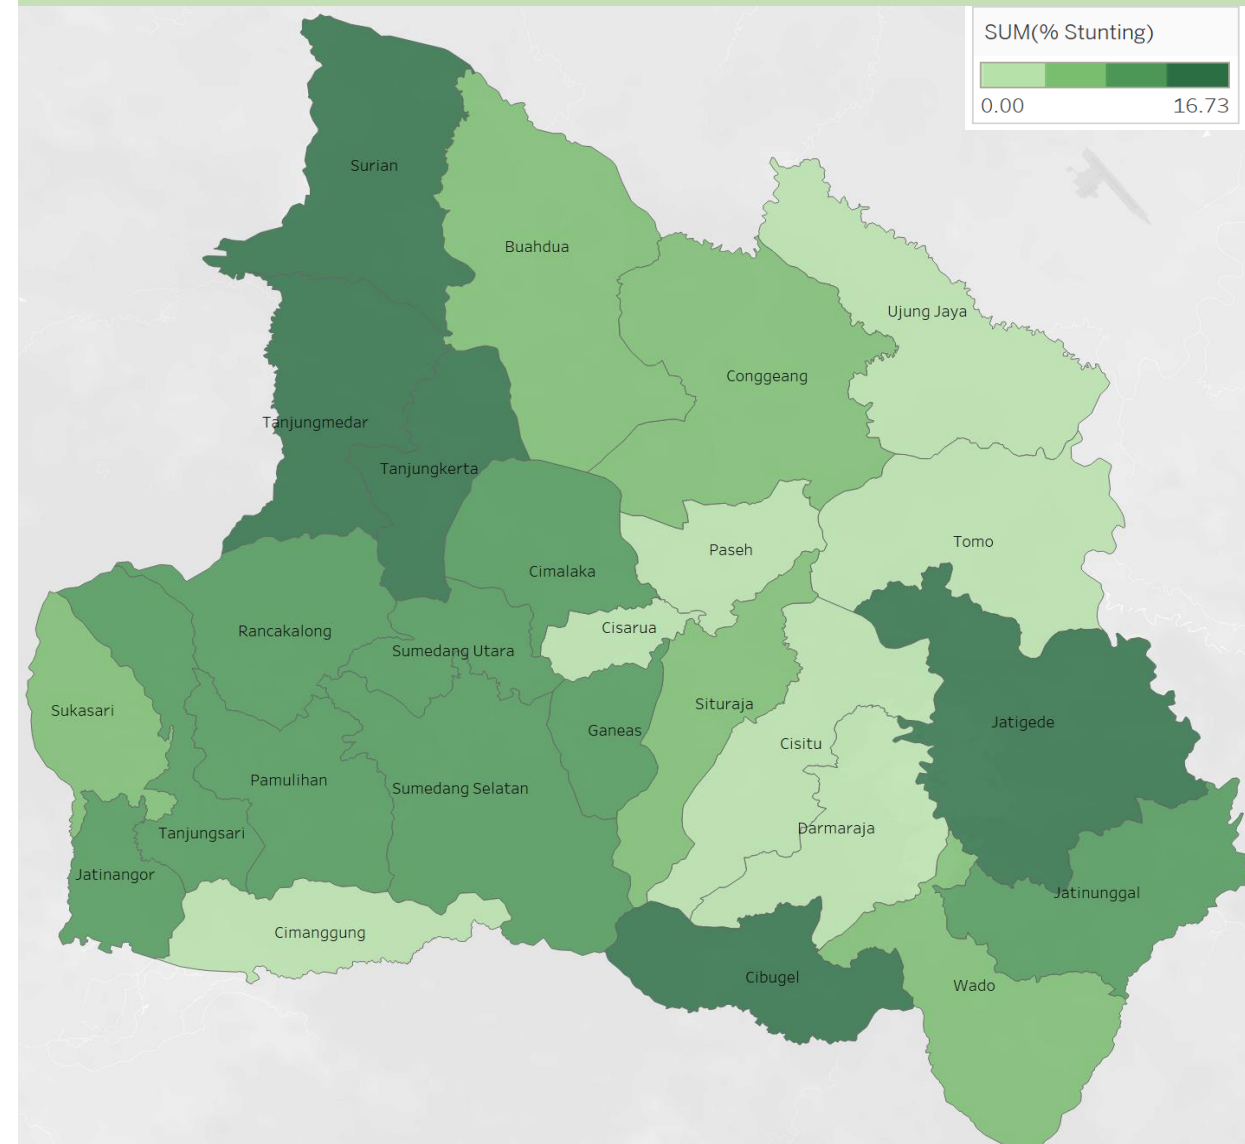 SUM(% Stunting)
0.00 16.73
Surian
Buahdua
Ujung Jaya
Conggeang
Tanjungmedar
Tanjungkerta
Tomo
Paseh
Cimalaka
Cisarua
Rancakalong
Sumedang Utara
Situraja
Sukasari
Jatigede
Ganeas
Cisitu
Pamulihan
Sumedang Selatan
Darmaraja
Tanjungsari
Jatinangor
Jatinunggal
Cimanggung
Cibugel
Wado